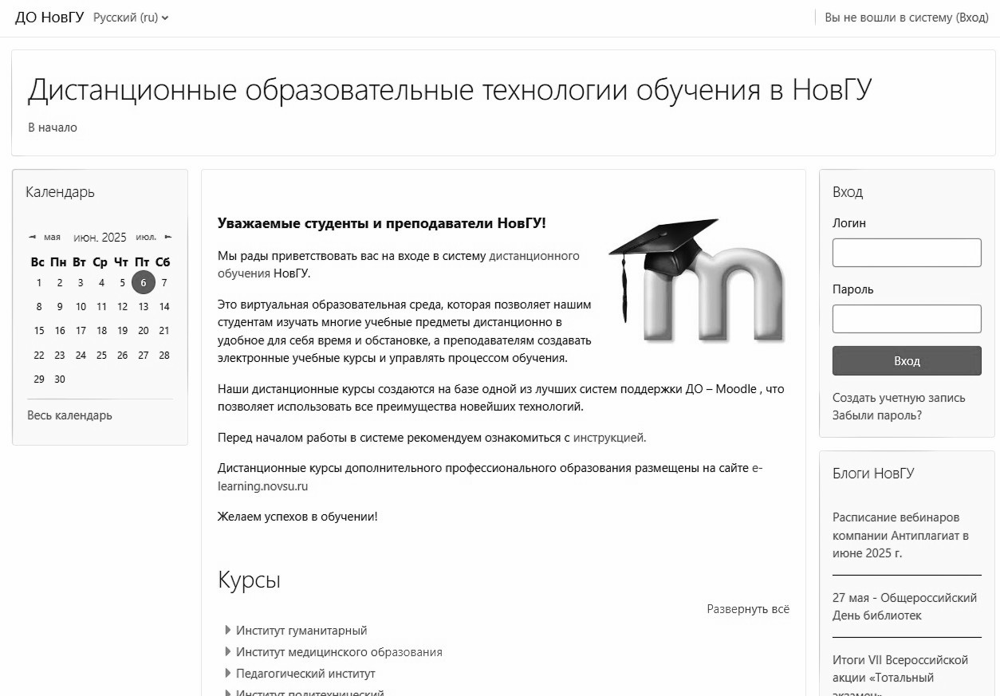 ДО НовГУ Русский (ru)
Вы не вошли в систему (Вход)
Дистанционные образовательные технологии обучения в НовГУ
В начало
Календарь
◄ мая июн. 2025 июл. ►
Вс Пн Вт Ср Чт Пт Сб
1 2 3 4 5 6 7
8 9 10 11 12 13 14
15 16 17 18 19 20 21
22 23 24 25 26 27 28
29 30
Весь календарь
Уважаемые студенты и преподаватели НовГУ!
Мы рады приветствовать вас на входе в систему дистанционного
обучения НовГУ.
Это виртуальная образовательная среда, которая позволяет нашим
студентам изучать многие учебные предметы дистанционно в
удобное для себя время и обстановке, а преподавателям создавать
электронные учебные курсы и управлять процессом обучения.
Наши дистанционные курсы создаются на базе одной из лучших систем поддержки ДО – Moodle , что
позволяет использовать все преимущества новейших технологий.
Перед началом работы в системе рекомендуем ознакомиться с инструкцией.
Дистанционные курсы дополнительного профессионального образования размещены на сайте e-
learning.novsu.ru
Желаем успехов в обучении!
m
Курсы
Развернуть всё
Институт гуманитарный
Институт медицинского образования
Педагогический институт
Институт политехнический
Вход
Логин
Пароль
Вход
Создать учетную запись
Забыли пароль?
Блоги НовГУ
Расписание вебинаров
компании Антиплагиат в
июне 2025 г.
27 мая - Общероссийский
День библиотек
Итоги VII Всероссийской
акции «Тотальный
экзамен»